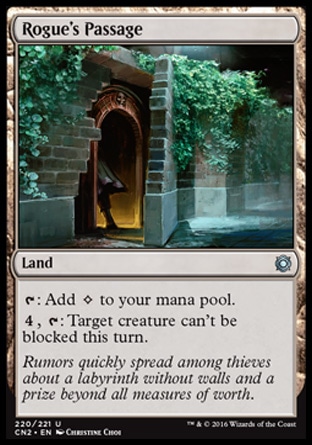 Rogue's Passage
Land
: Add ◇ to your mana pool.
4 , : Target creature can't be
blocked this turn.
Rumors quickly spread among thieves
about a labyrinth without walls and a
prize beyond all measures of worth.
220/221 U
CN2 • EN Christine Choi
™ & © 2016 Wizards of the Coast